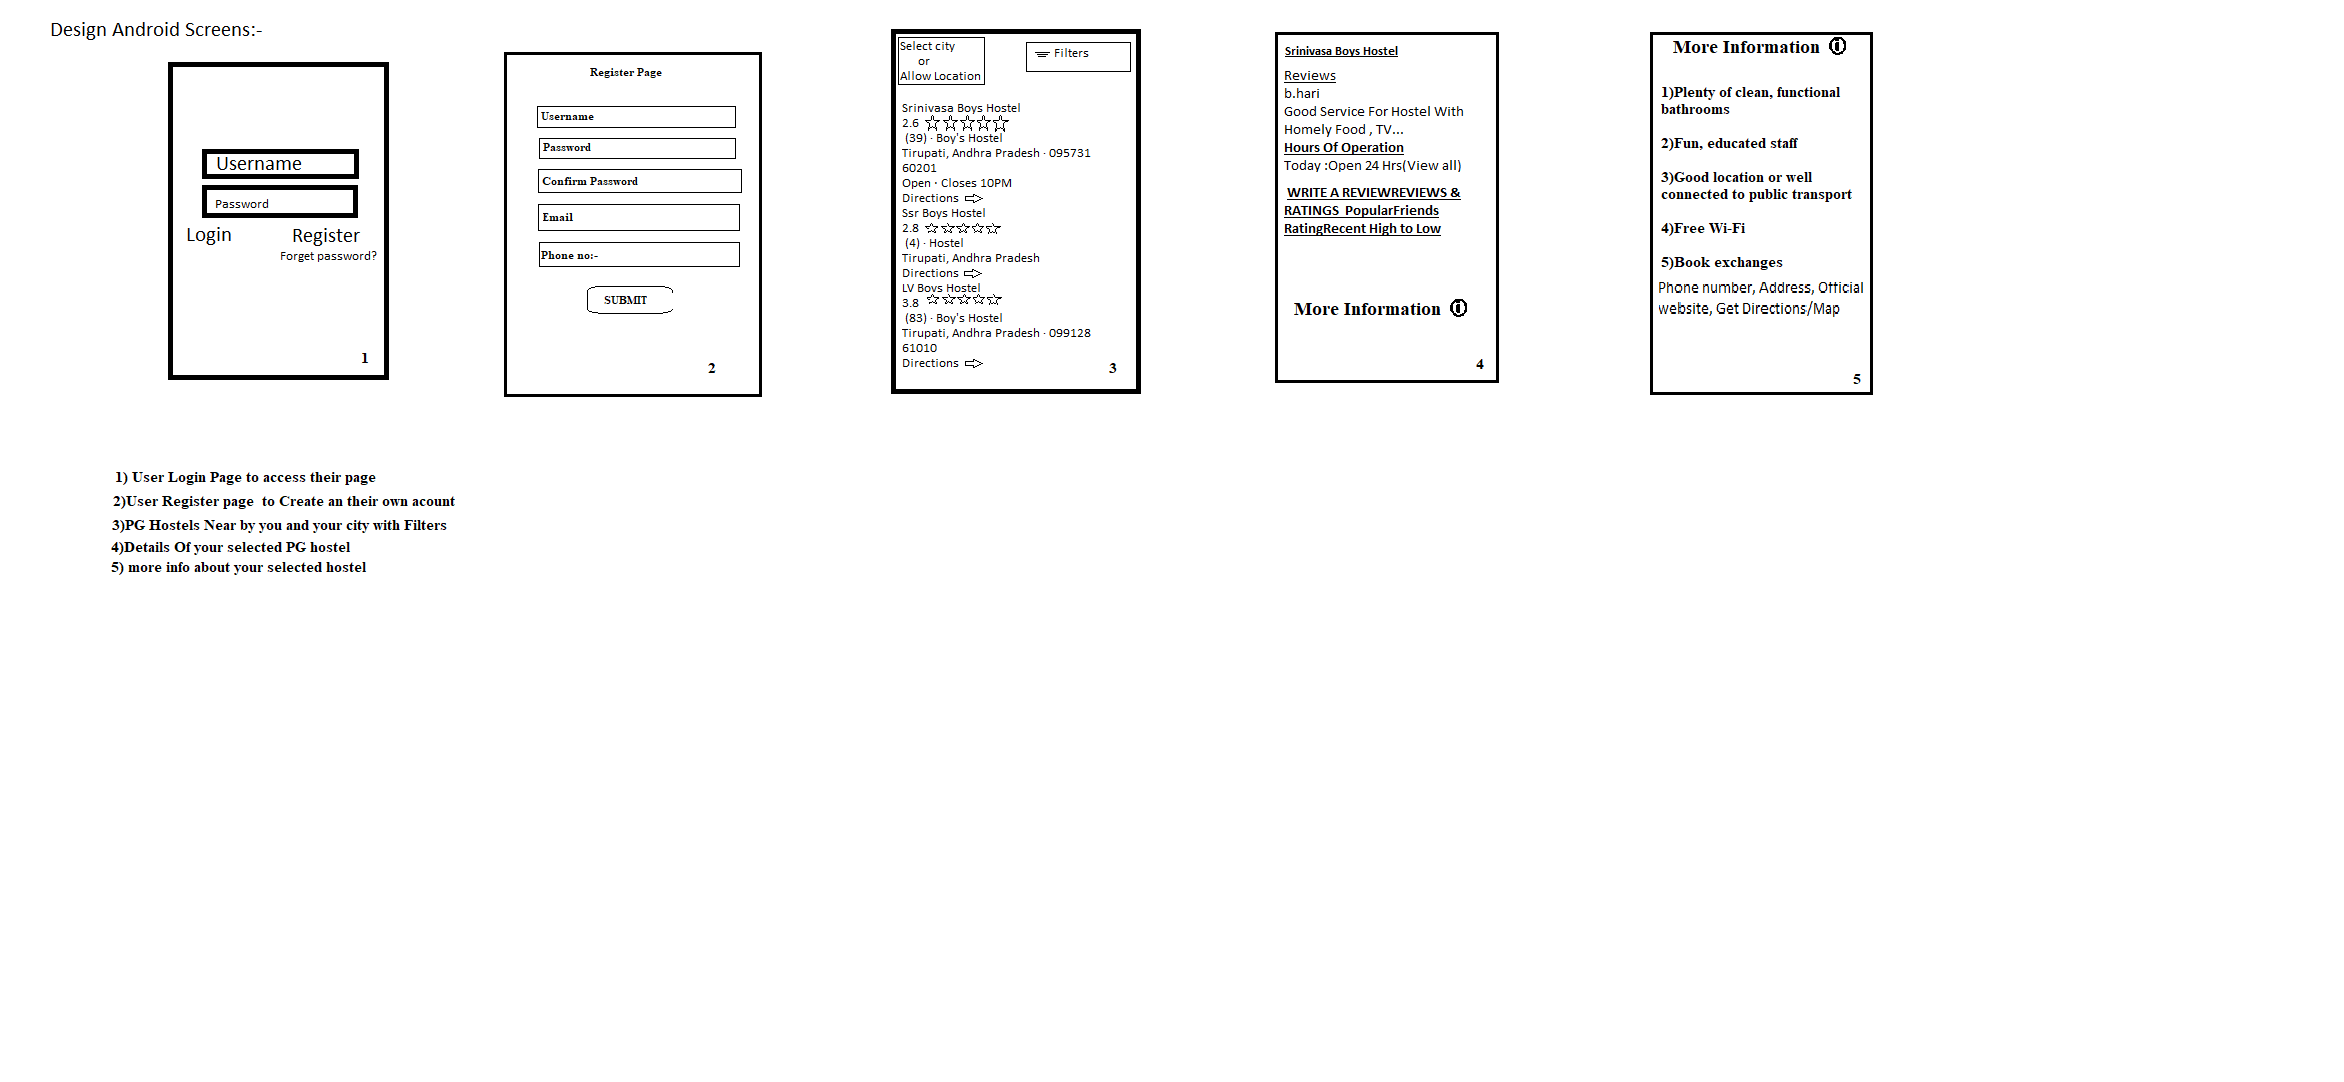 Design Android Screens:-
Username
Password
Login
Register
Forget password?
1
Register Page
Username
Password
Confirm Password
Email
Phone no:-
SUBMIT
2
Select city
or
Allow Location
Filters
Srinivasa Boys Hostel
2.6
(39) · Boy's Hostel
Tirupati, Andhra Pradesh · 095731
60201
Open · Closes 10PM
Directions
Ssr Boys Hostel
2.8
(4) · Hostel
Tirupati, Andhra Pradesh
Directions
LV Boys Hostel
3.8
(83) · Boy's Hostel
Tirupati, Andhra Pradesh · 099128
61010
Directions
3
Srinivasa Boys Hostel
Reviews
b.hari
Good Service For Hostel With
Homely Food , TV...
Hours Of Operation
Today :Open 24 Hrs(View all)
WRITE A REVIEWREVIEWS &
RATINGS PopularFriends
RatingRecent High to Low
More Information
4
More Information
1)Plenty of clean, functional
bathrooms
2)Fun, educated staff
3)Good location or well
connected to public transport
4)Free Wi-Fi
5)Book exchanges
Phone number, Address, Official
website, Get Directions/Map
5
1) User Login Page to access their page
2)User Register page to Create an their own acount
3)PG Hostels Near by you and your city with Filters
4)Details Of your selected PG hostel
5) more info about your selected hostel